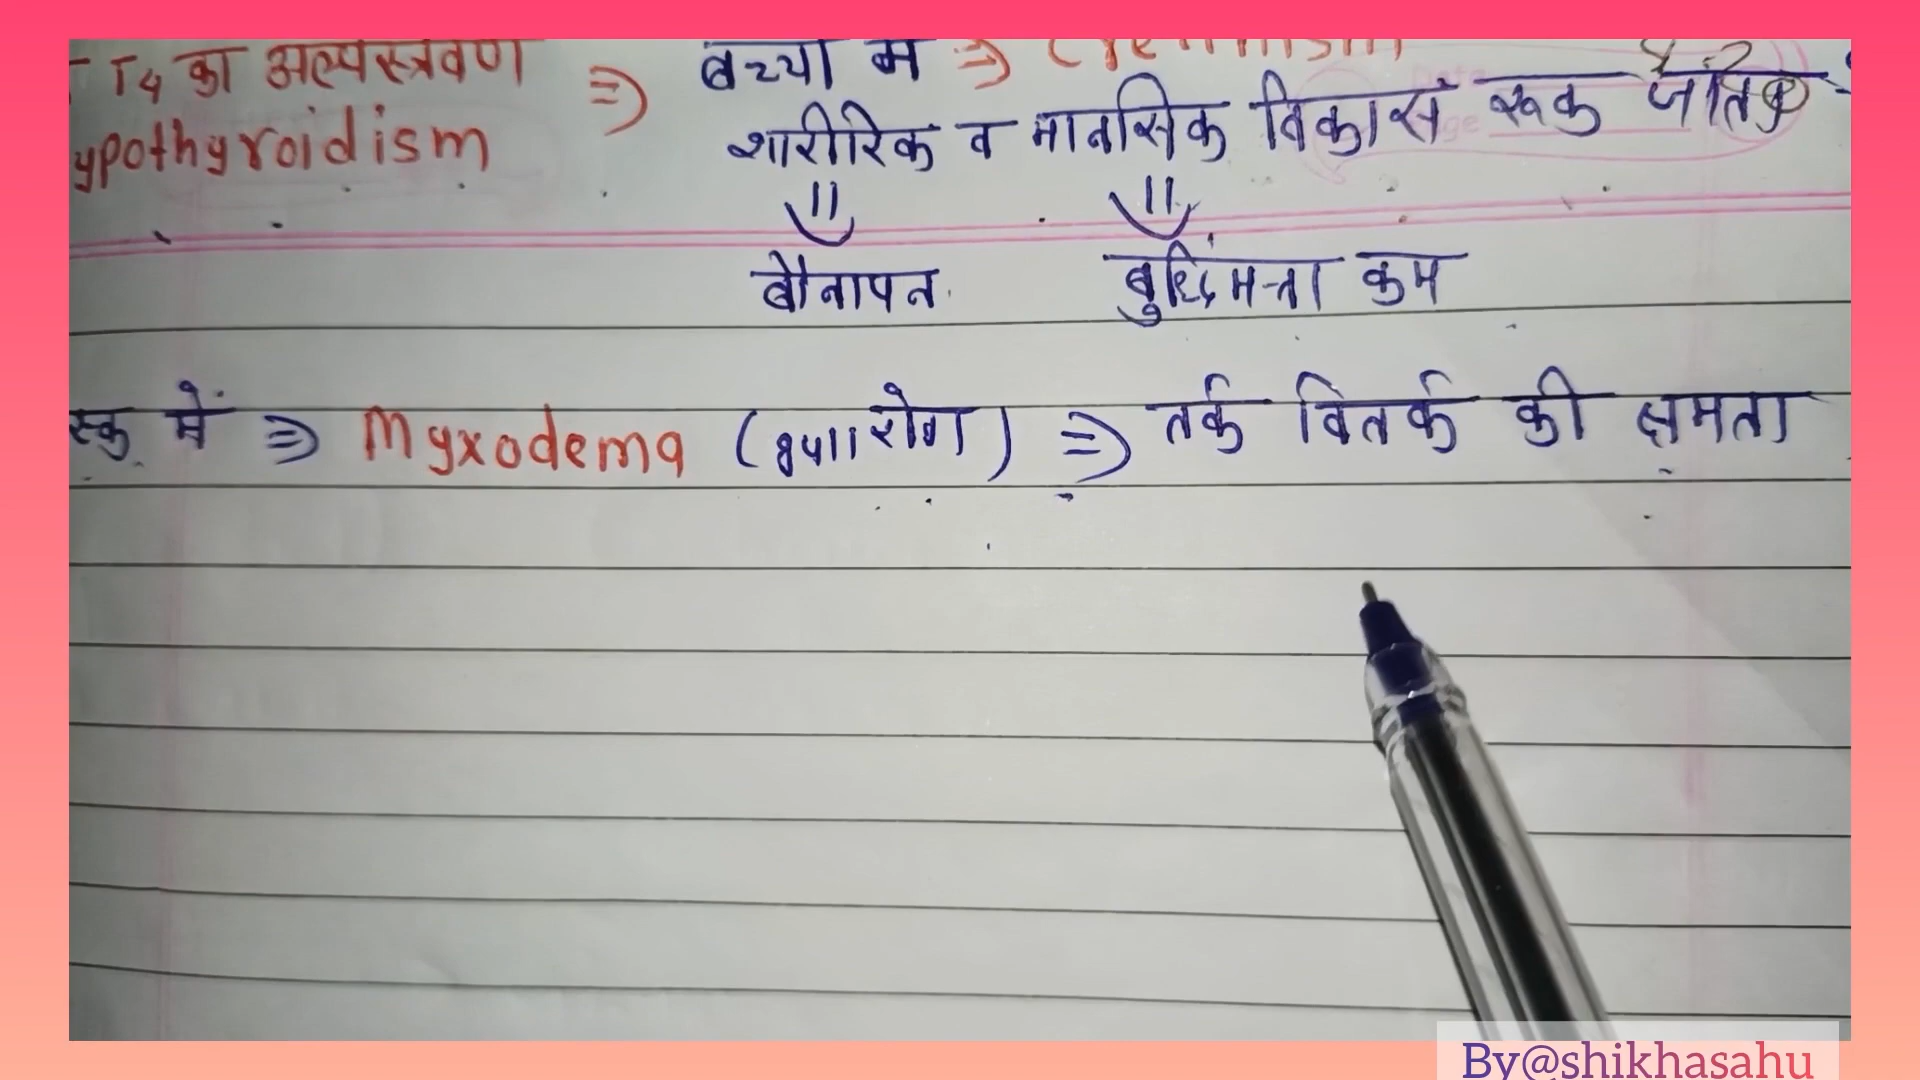 T4 का अल्पस्त्रवण ⇒ बच्चों में ⇒
ypothyroidism
शारीरिक व मानसिक विकास रूक
बौनापन बुद्धिमत्ता कम
स्क में ⇒ Myxodema ( रोग) ⇒ तर्क वितर्क की क्षमता
By@shikhasahu